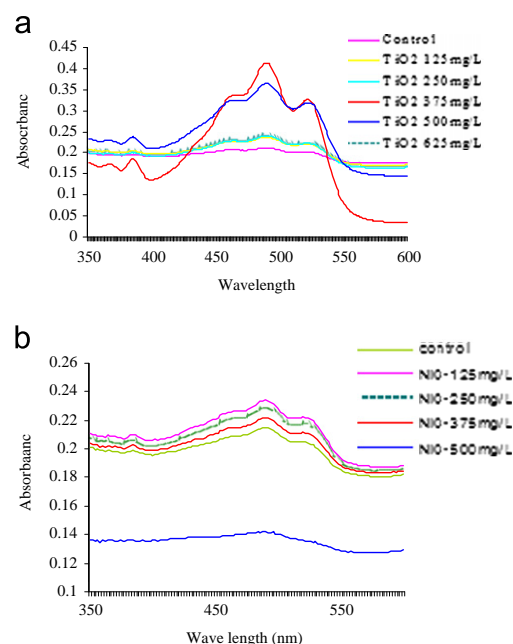 a
0.45
0.4
0.35
0.3
0.25
0.2
0.15
0.1
0.05
0
Absocrbanc
350
400
450
500
550
600
Wavelength
Control
TiO2 125mg/L
TiO2 250mg/L
TiO2 375mg/L
TiO2 500mg/L
TiO2 625mg/L
b
0.26
0.24
0.22
0.2
0.18
0.16
0.14
0.12
0.1
Absorbaanc
350
450
550
Wave length (nm)
control
NIO-125mg/L
NIO-250mg/L
NIO-375mg/L
NIO-500mg/L